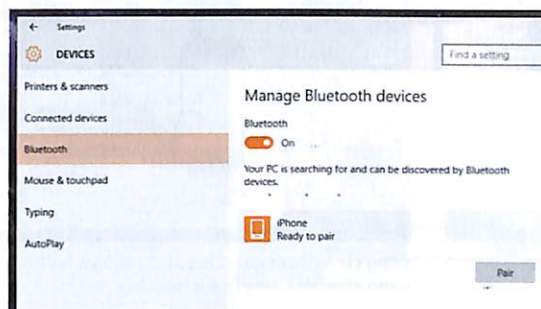 Settings
DEVICES
Find a setting
Printers & scanners
Connected devices
Bluetooth
Mouse & touchpad
Typing
AutoPlay
Manage Bluetooth devices
Bluetooth
On
Your PC is searching for and can be discovered by Bluetooth
devices.
iPhone
Ready to pair
Pair